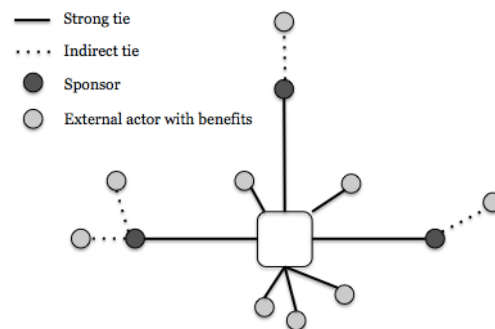 Strong tie
Indirect tie
Sponsor
External actor with benefits